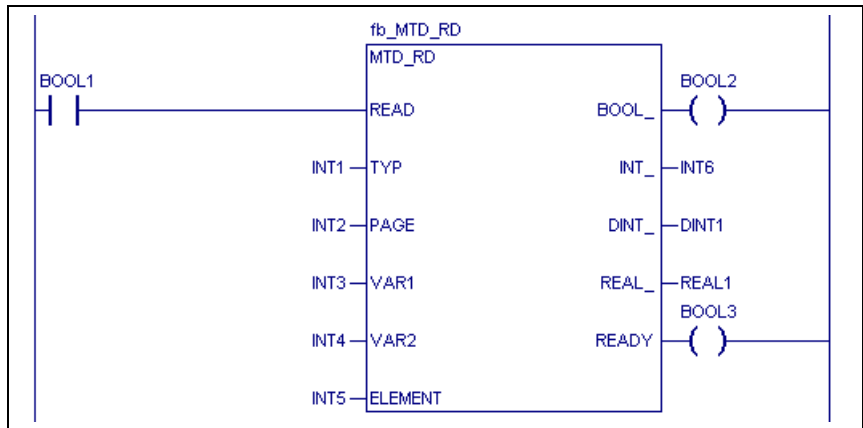 fb_MTD_RD
MTD_RD
BOOL1
BOOL2
READ
BOOL_
INT1
TYP
INT_
INT6
INT2
PAGE
DINT_
DINT1
INT3
VAR1
REAL_
REAL1
BOOL3
INT4
VAR2
READY
INT5
ELEMENT